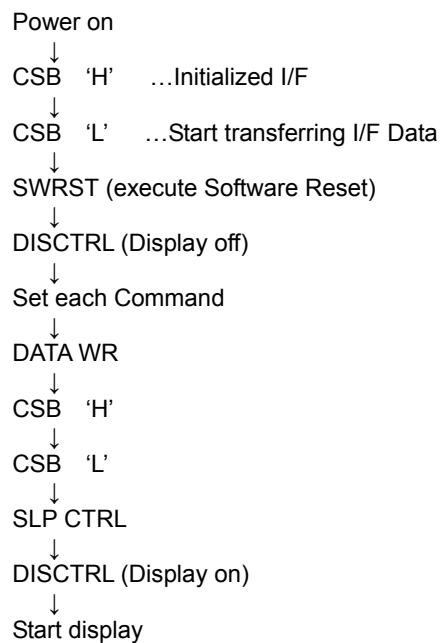 Power on
↓
CSB ‘H’ …Initialized I/F
↓
CSB ‘L’ …Start transferring I/F Data
↓
SWRST (execute Software Reset)
↓
DISCTRL (Display off)
↓
Set each Command
↓
DATA WR
↓
CSB ‘H’
↓
CSB ‘L’
↓
SLP CTRL
↓
DISCTRL (Display on)
↓
Start display